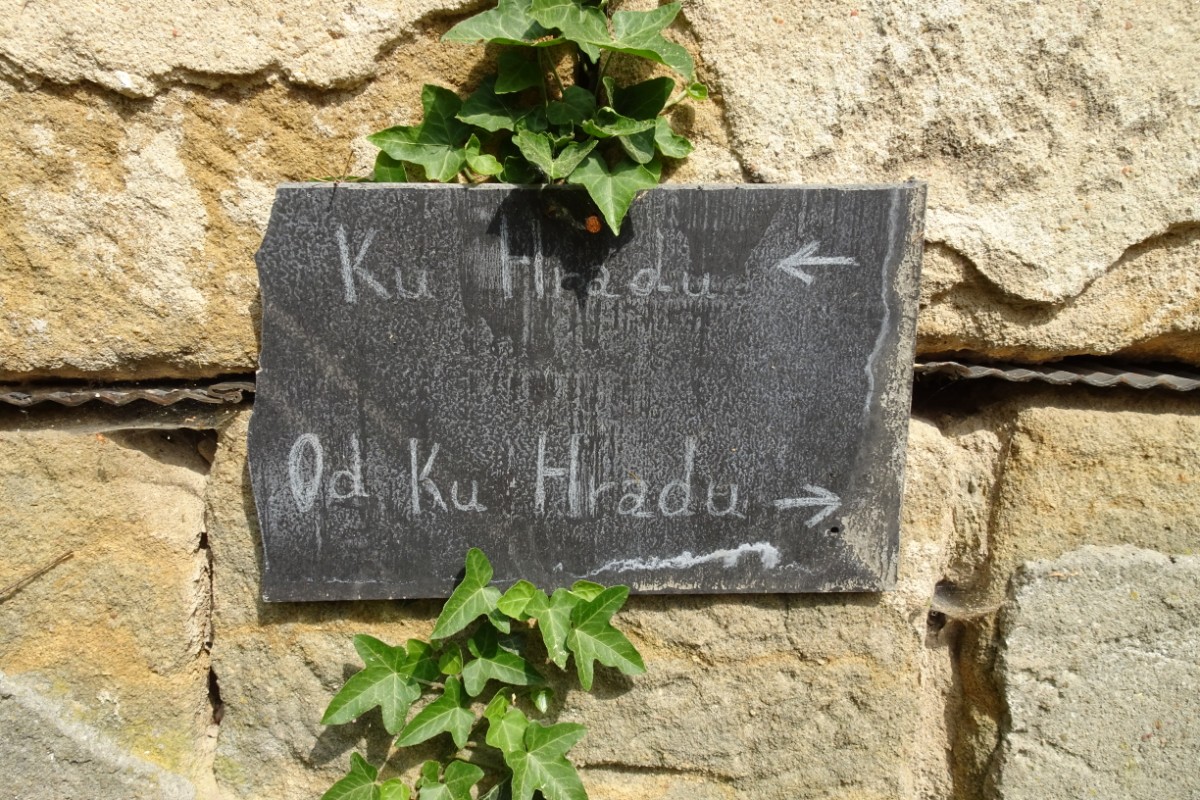 Ku Hradu ←
Od Ku Hradu →